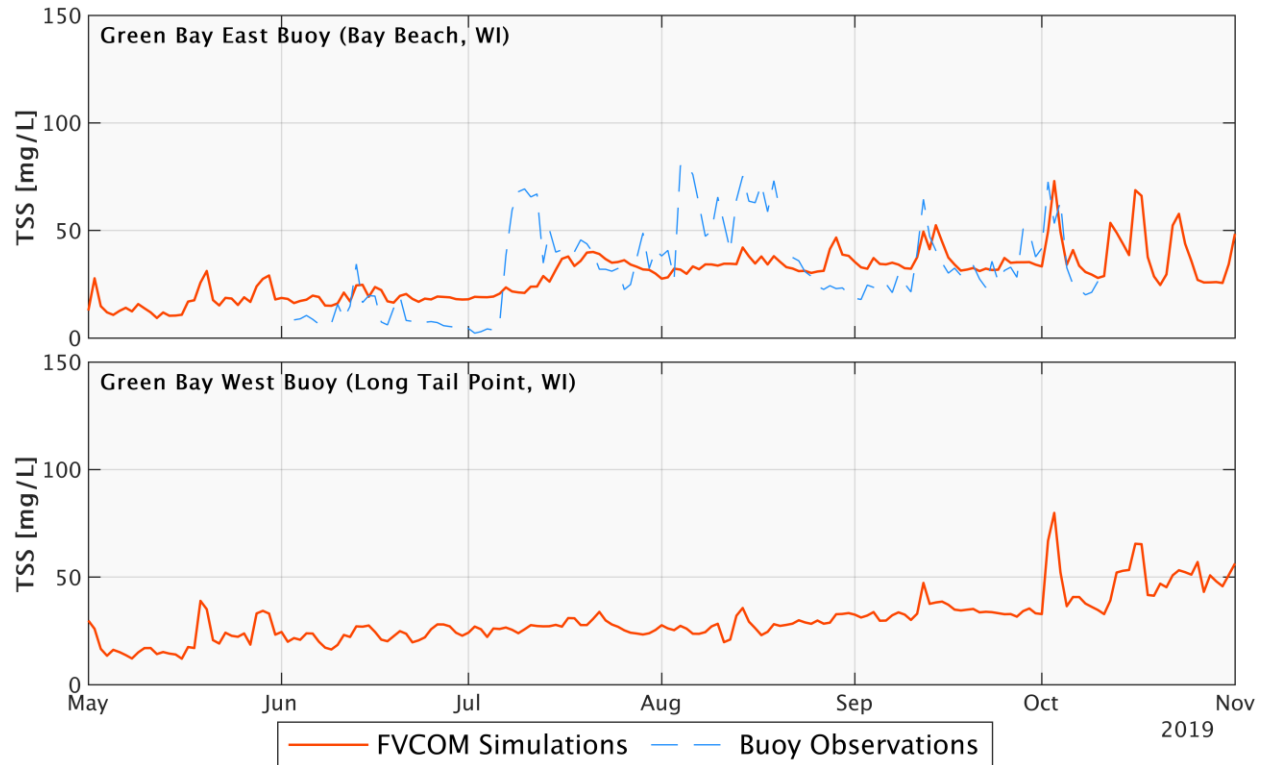 Green Bay East Buoy (Bay Beach, WI)
TSS [mg/L]
150
100
50
0
Green Bay West Buoy (Long Tail Point, WI)
TSS [mg/L]
150
100
50
0
May Jun Jul Aug Sep Oct Nov
2019
FVCOM Simulations Buoy Observations